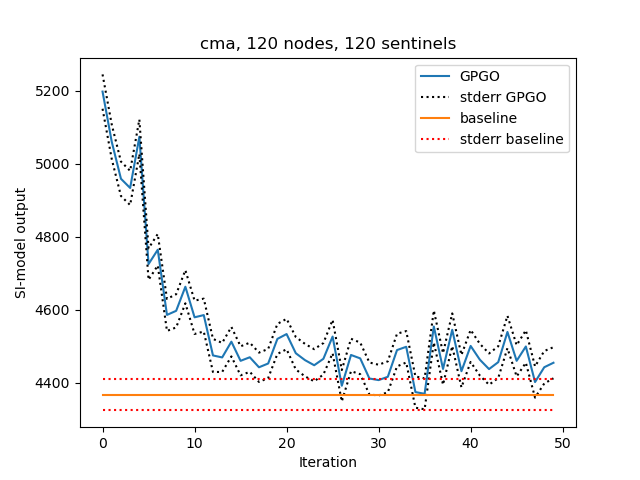 cma, 120 nodes, 120 sentinels
GPGO
stderr GPGO
baseline
stderr baseline
SI-model output
5200
5000
4800
4600
4400
0 10 20 30 40 50
Iteration